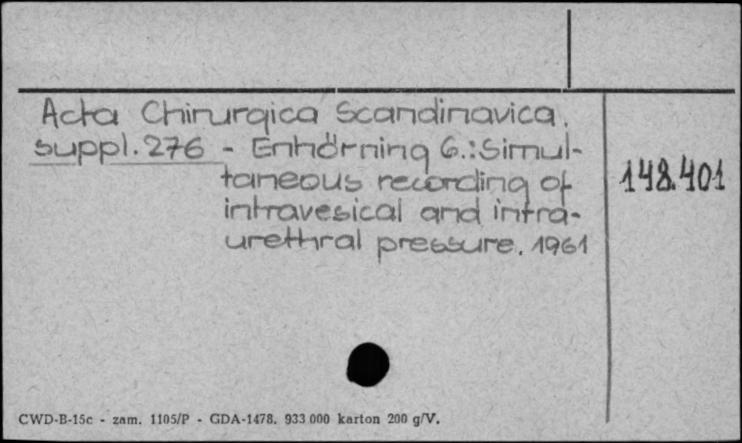 Acta Chirurgica Scandinavica.
suppl. 276 - Enhörning G.: Simul-
taneous recording of
intravesical and intra-
urethral pressure. 1961
148.401
CWD-B-15c - zam. 1105/P - GDA-1478. 933 000 karton 200 g/V.